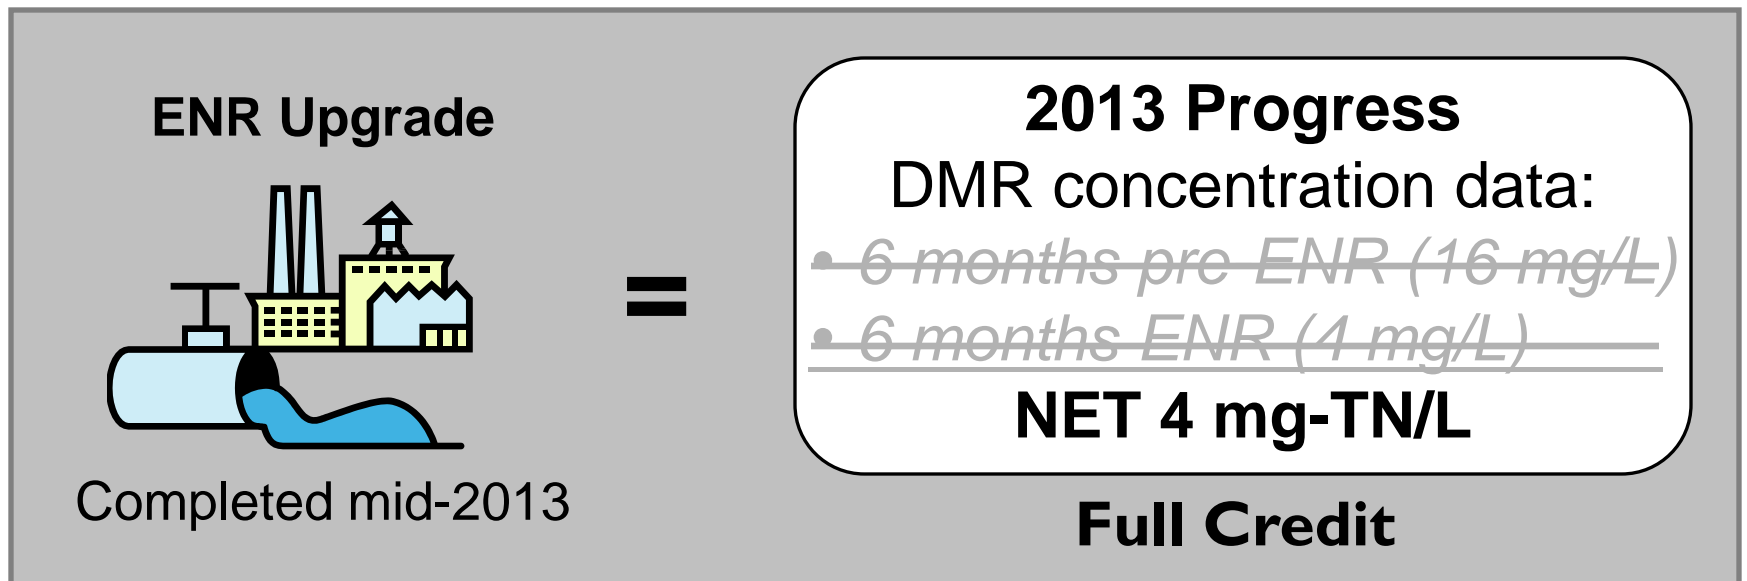 ENR Upgrade
Completed mid-2013
=
2013 Progress
DMR concentration data:
• 6 months pre ENR (16 mg/L)
• 6 months ENR (4 mg/L)
NET 4 mg-TN/L
Full Credit